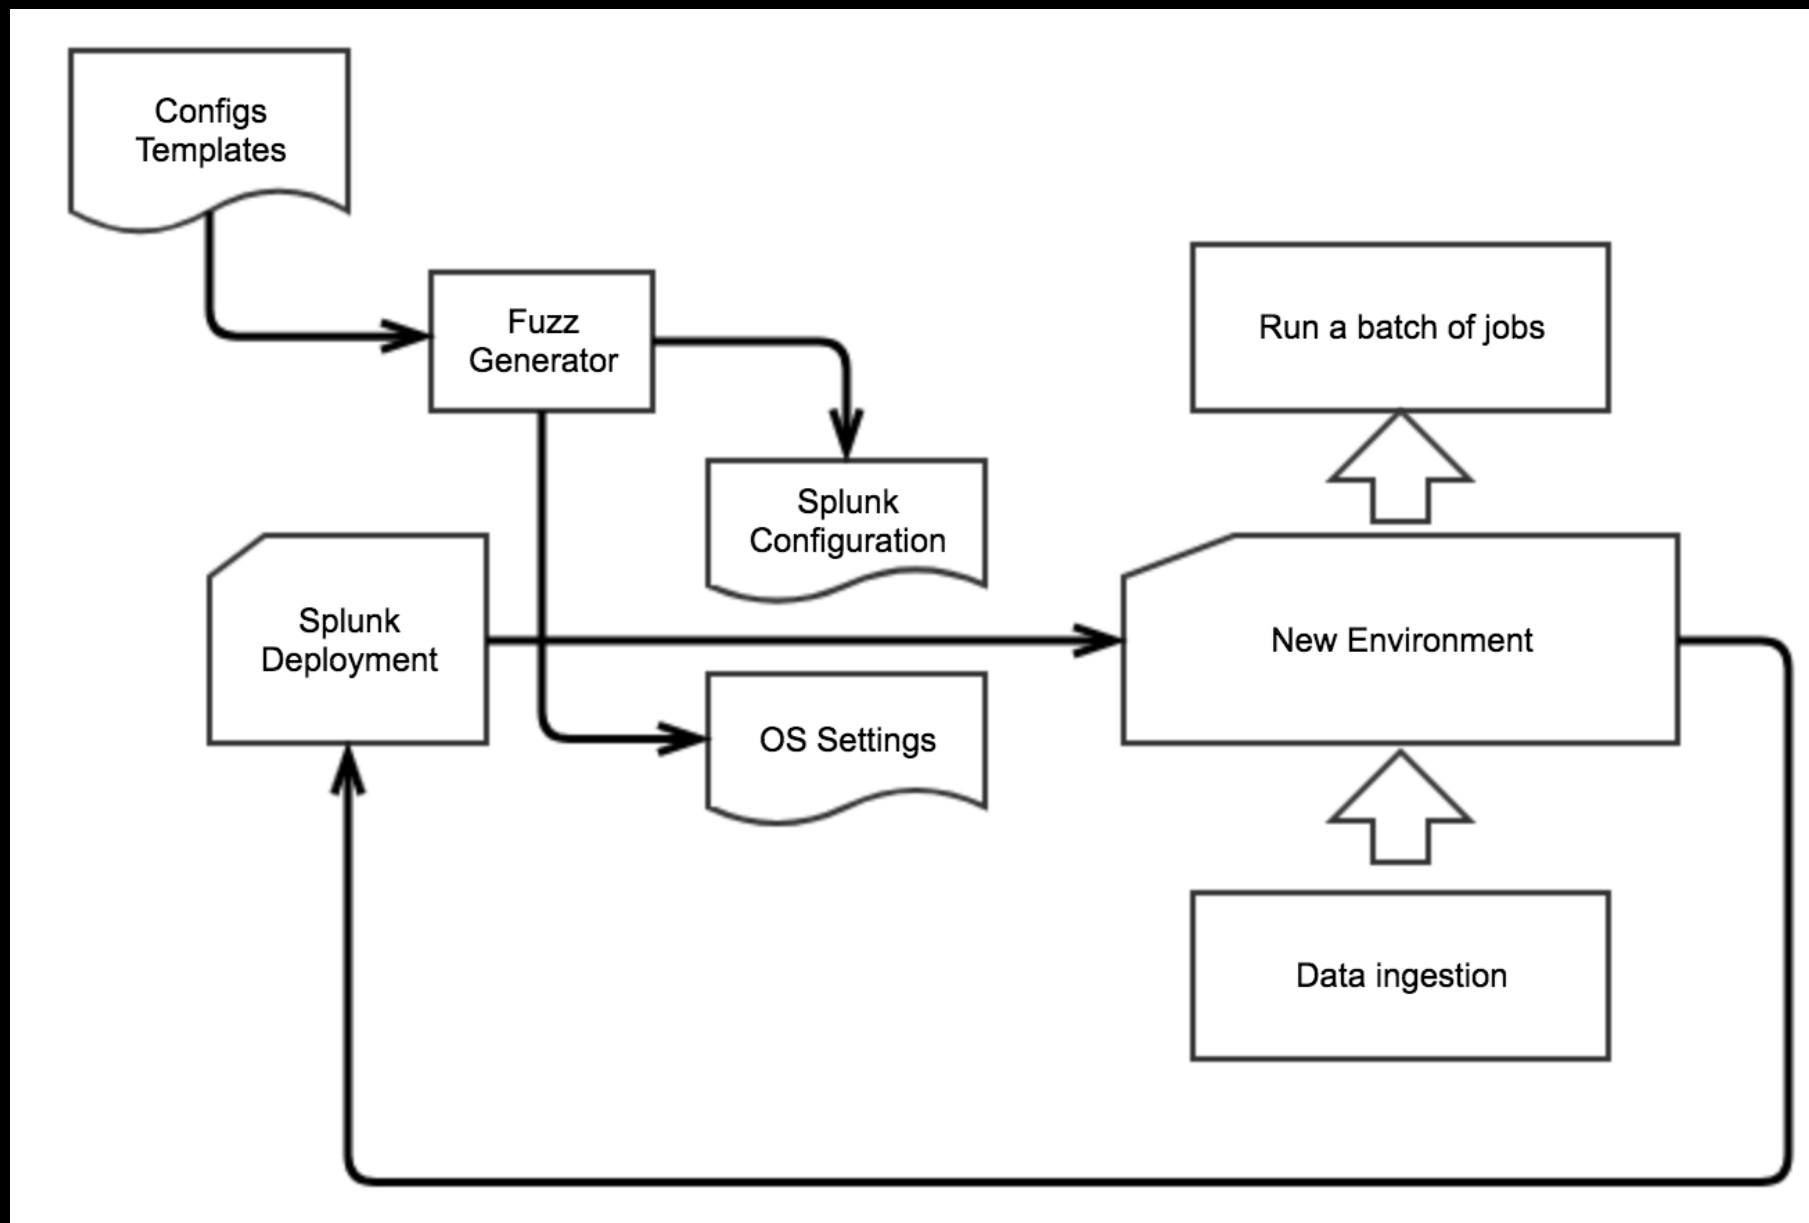 Configs
Templates
Fuzz
Generator
Run a batch of jobs
Splunk
Configuration
Splunk
Deployment
New Environment
OS Settings
Data ingestion